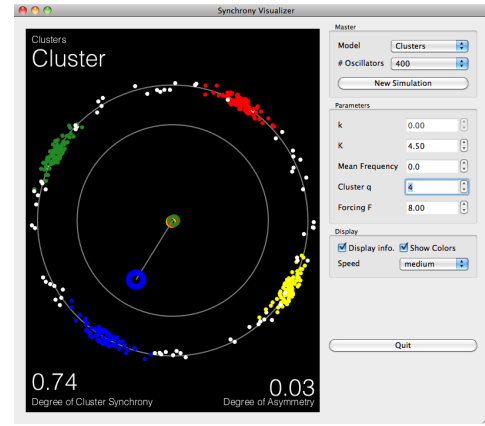 Synchrony Visualizer
Clusters
Cluster
0.74
Degree of Cluster Synchrony
0.03
Degree of Asymmetry
Master
Model Clusters
# Oscillators 400
New Simulation
Parameters
k 0.00
K 4.50
Mean Frequency 0.0
Cluster q 4
Forcing F 8.00
Display
Display info. Show Colors
Speed medium
Quit